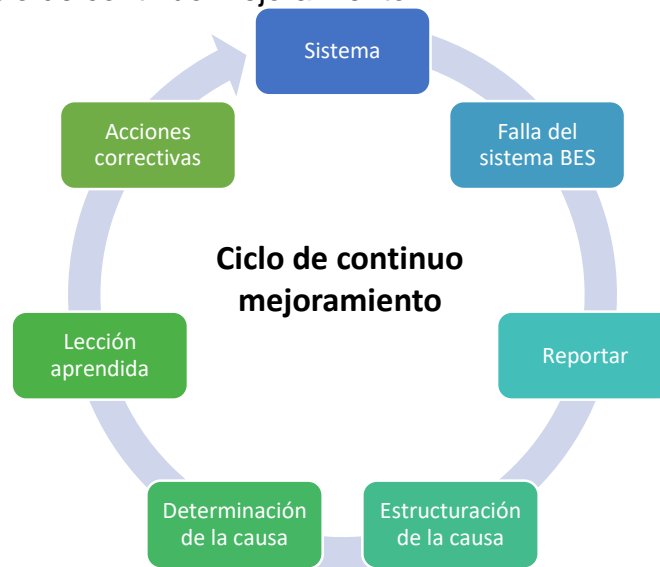 Sistema
Falla del
sistema BES
Reportar
Estructuración
de la causa
Determinación
de la causa
Lección
aprendida
Acciones
correctivas
Ciclo de continuo
mejoramiento